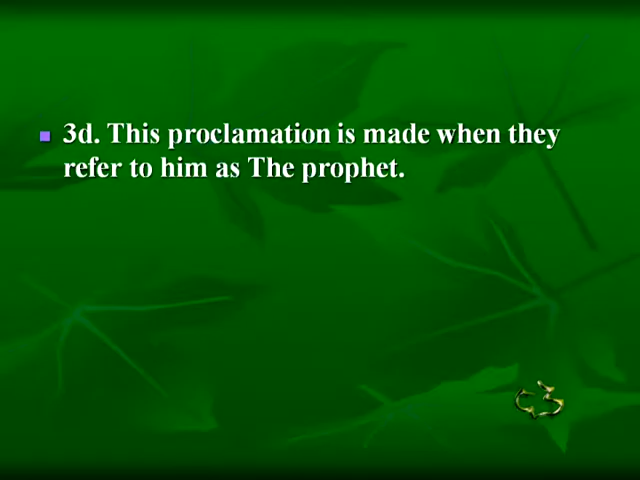 3d. This proclamation is made when they
refer to him as The prophet.